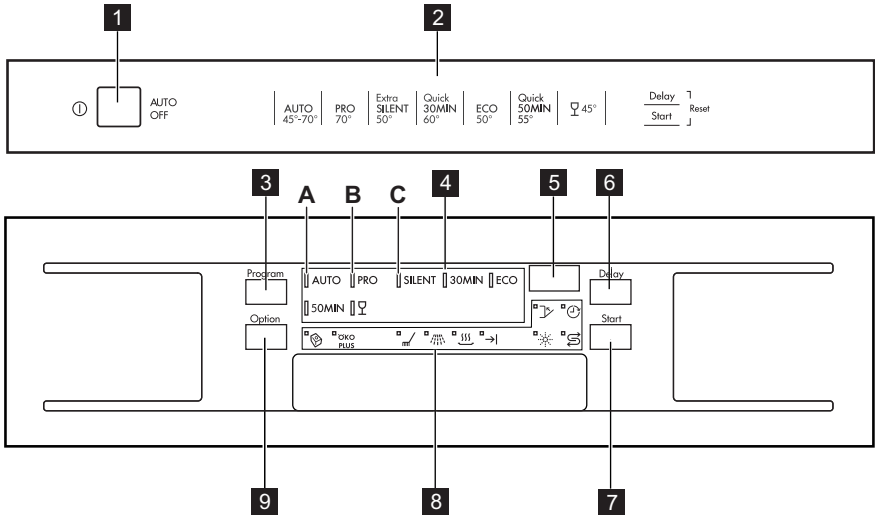 1
2
AUTO
OFF
AUTO
45°-70°
PRO
70°
Extra
SILENT
50°
Quick
30MIN
60°
ECO
50°
Quick
50MIN
55°
45°
Delay
Start
Reset
3
A
B
C
4
5
6
Program
AUTO PRO SILENT 30MIN ECO
Delay
50MIN
Option
ÖKO
PLUS
Start
9
8
7